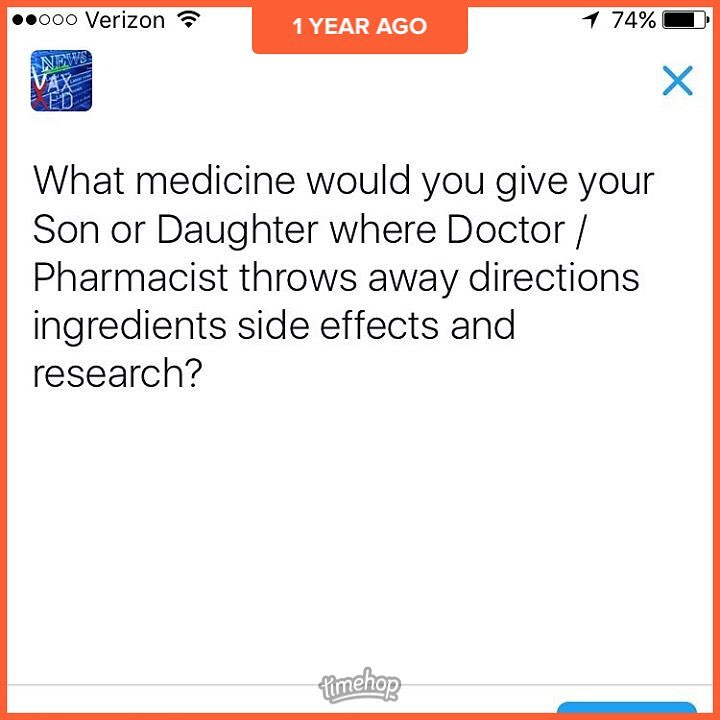 Verizon
1 YEAR AGO
74%
NEWS
VAX
XED
What medicine would you give your
Son or Daughter where Doctor /
Pharmacist throws away directions
ingredients side effects and
research?
timehop